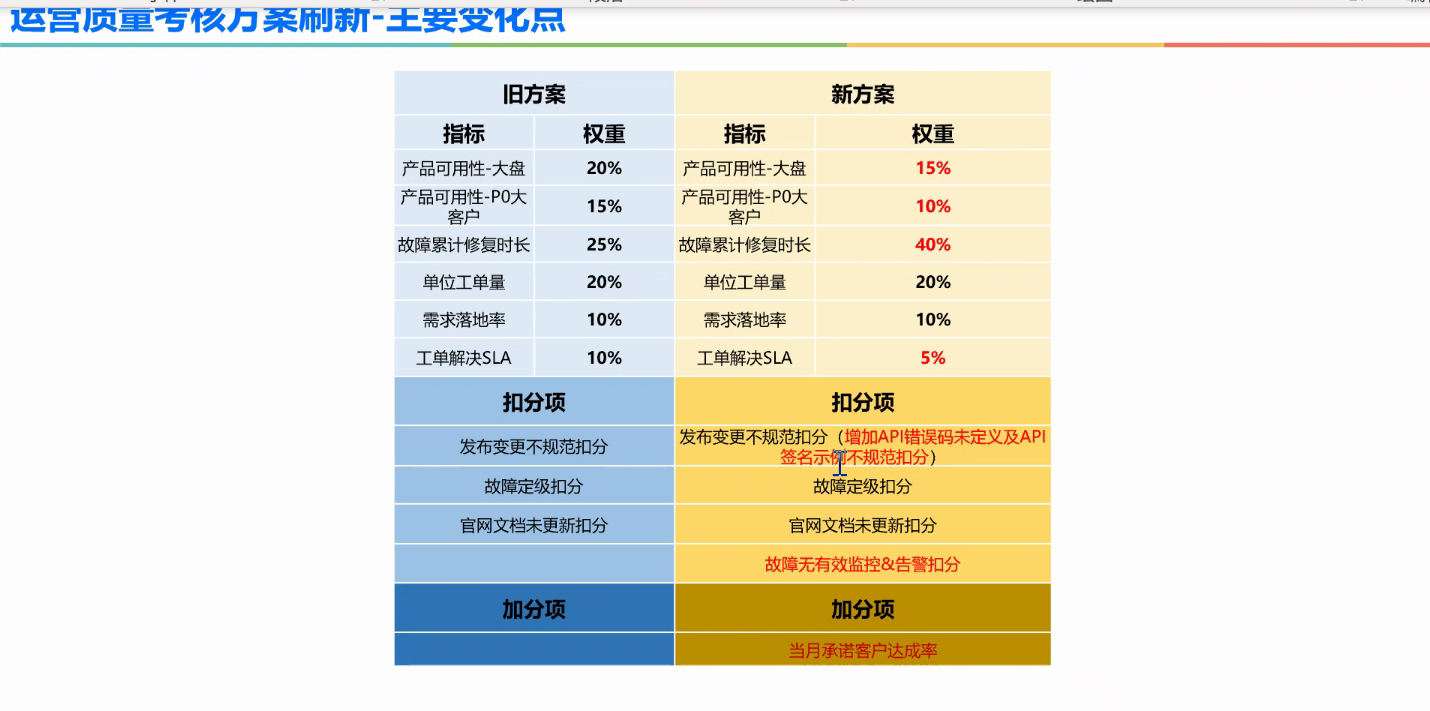 运营质量考核方案刷新-主要变化点
旧方案 新方案
指标 权重 指标 权重
产品可用性-大盘 20% 产品可用性-大盘 15%
产品可用性-P0大
客户 15% 产品可用性-P0大
客户 10%
故障累计修复时长 25% 故障累计修复时长 40%
单位工单量 20% 单位工单量 20%
需求落地率 10% 需求落地率 10%
工单解决SLA 10% 工单解决SLA 5%
扣分项 扣分项
发布变更不规范扣分 发布变更不规范扣分（增加API错误码未定义及API
签名示例不规范扣分）
故障定级扣分 故障定级扣分
官网文档未更新扣分 官网文档未更新扣分
故障无有效监控&告警扣分
加分项 加分项
当月承诺客户达成率